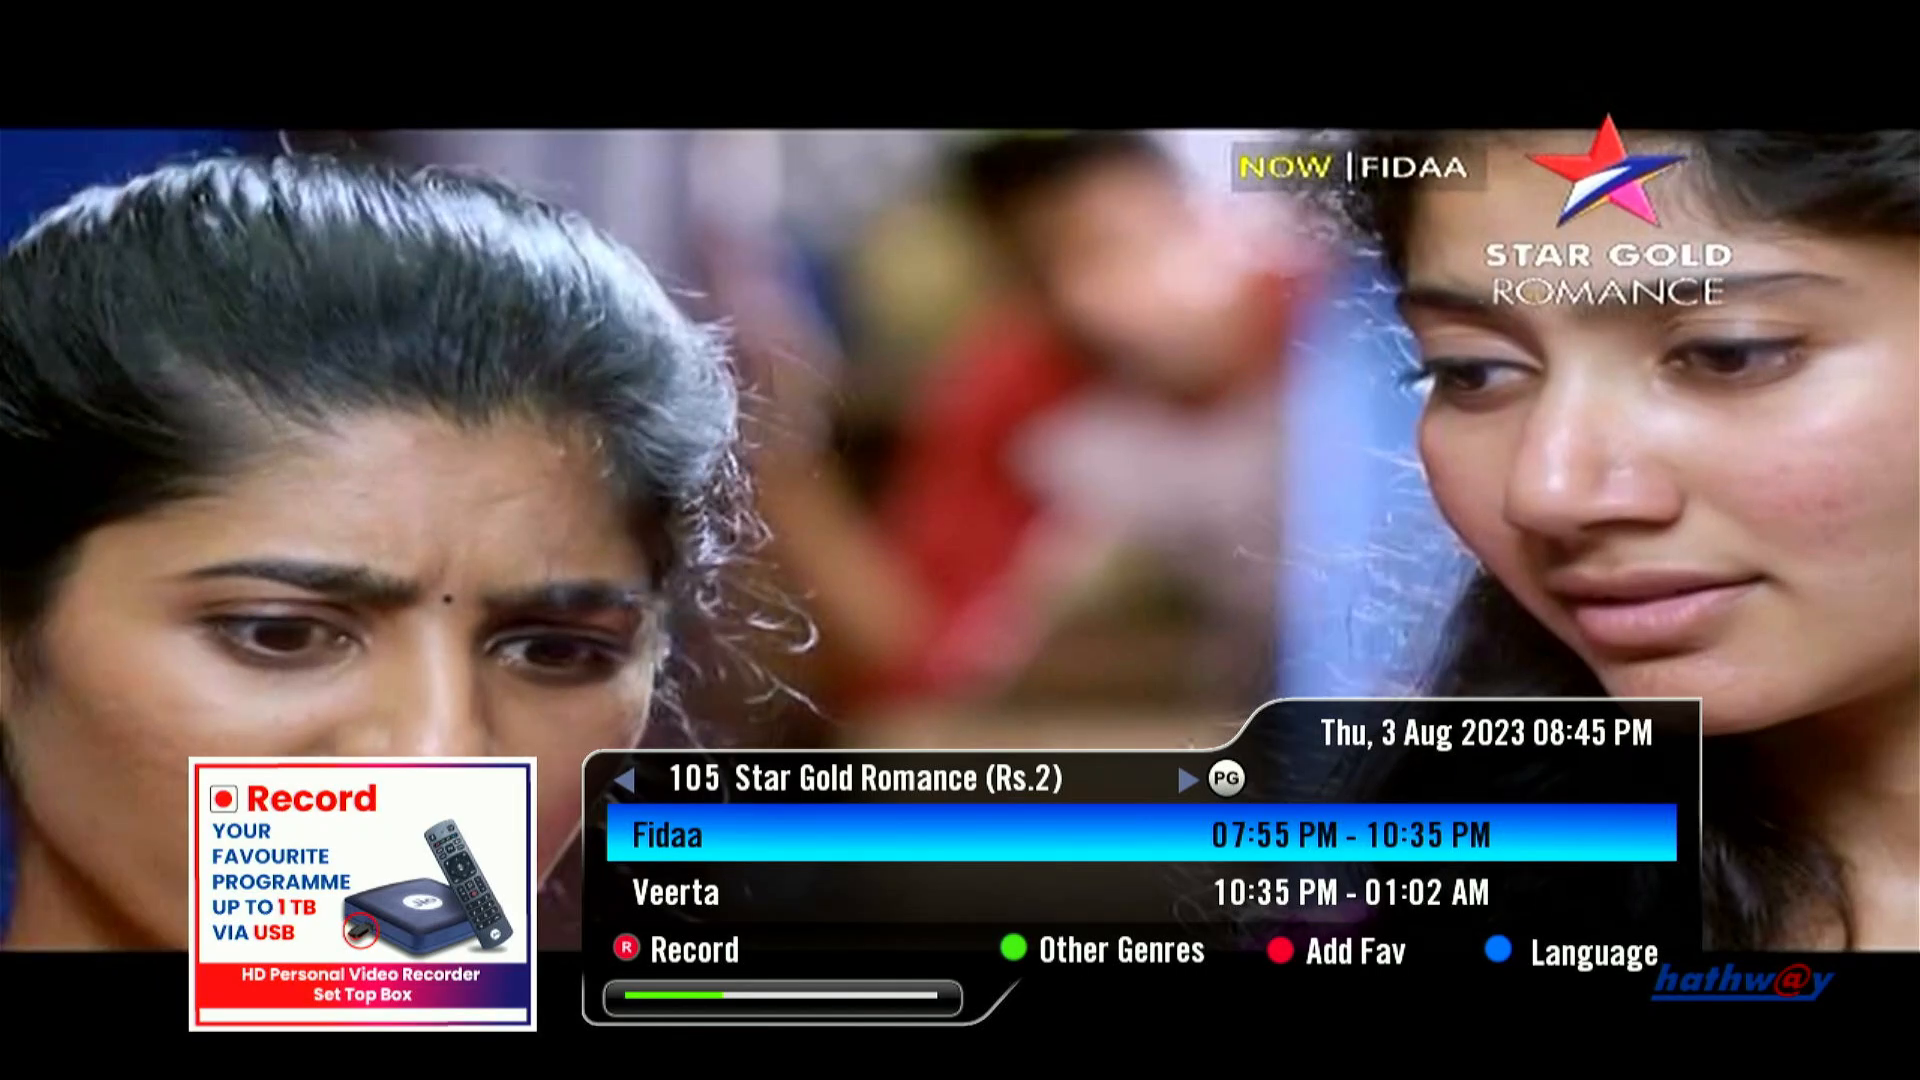 NOW | FIDAA
STAR GOLD
ROMANCE
Thu, 3 Aug 2023 08:45 PM
105 Star Gold Romance (Rs.2)
PG
Fidaa 07:55 PM - 10:35 PM
Veerta 10:35 PM - 01:02 AM
R Record Other Genres Add Fav Language
hathw@y
Record
YOUR
FAVOURITE
PROGRAMME
UP TO 1 TB
VIA USB
Jio
HD Personal Video Recorder
Set Top Box